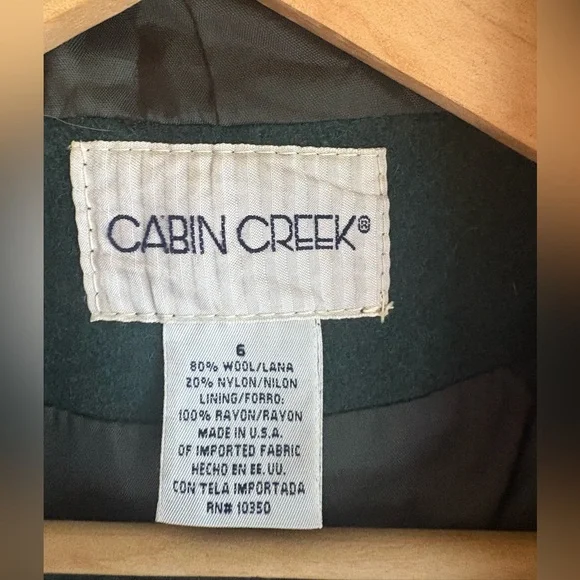 CABIN CREEK®
6
80% WOOL/LANA
20% NYLON/NILON
LINING/FORRO:
100% RAYON/RAYON
MADE IN U.S.A.
OF IMPORTED FABRIC
HECHO EN EE.UU.
CON TELA IMPORTADA
RN# 10350